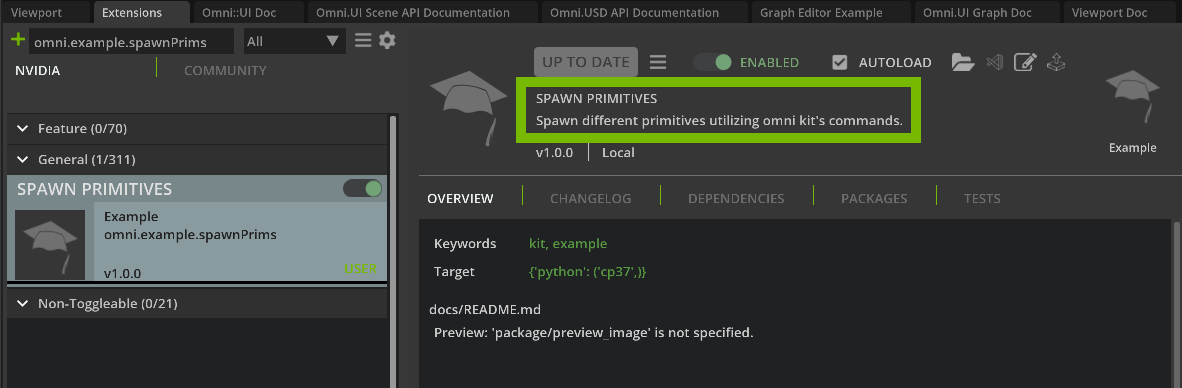 Viewport Extensions Omni::UI Doc Omni.UI Scene API Documentation Omni.USD API Documentation Graph Editor Example Omni.UI Graph Doc Viewport Doc
omni.example.spawnPrims All
NVIDIA COMMUNITY
Feature (0/70)
General (1/311)
SPAWN PRIMITIVES
Example
omni.example.spawnPrims
v1.0.0 USER
Non-Toggleable (0/21)
UP TO DATE ENABLED AUTOLOAD
SPAWN PRIMITIVES
Spawn different primitives utilizing omni kit's commands.
v1.0.0 Local
Example
OVERVIEW CHANGELOG DEPENDENCIES PACKAGES TESTS
Keywords kit, example
Target {'python': ('cp37',)}
docs/README.md
Preview: 'package/preview_image' is not specified.